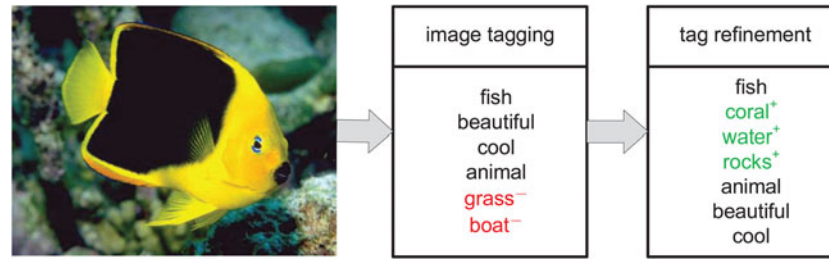 image tagging
fish
beautiful
cool
animal
grass⁻
boat⁻
tag refinement
fish
coral⁺
water⁺
rocks⁺
animal
beautiful
cool